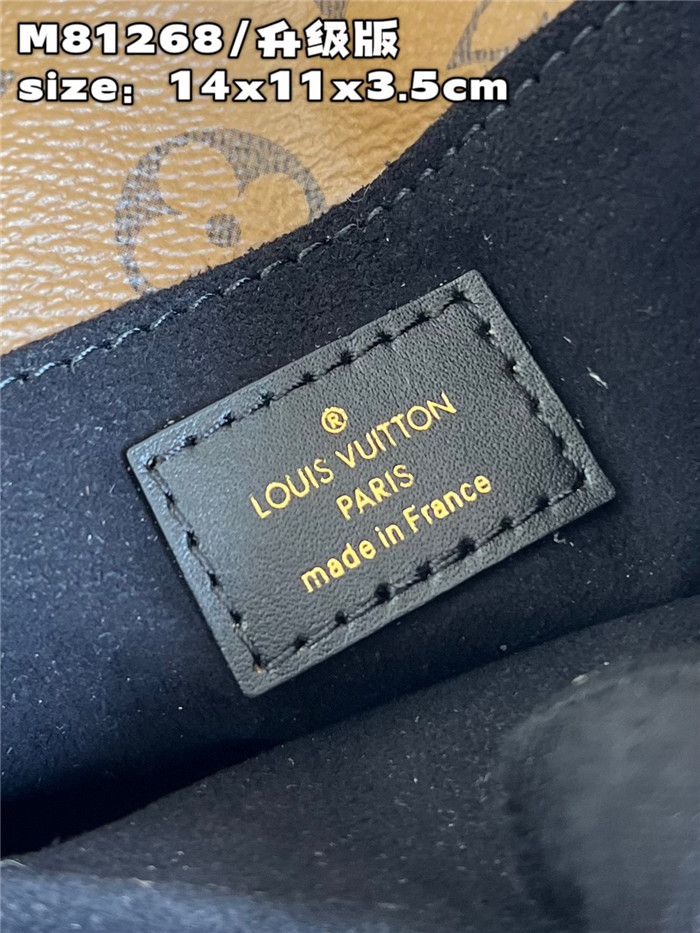 M81268/升级版
size: 14x11x3.5cm
®
LOUIS VUITTON
PARIS
made in France